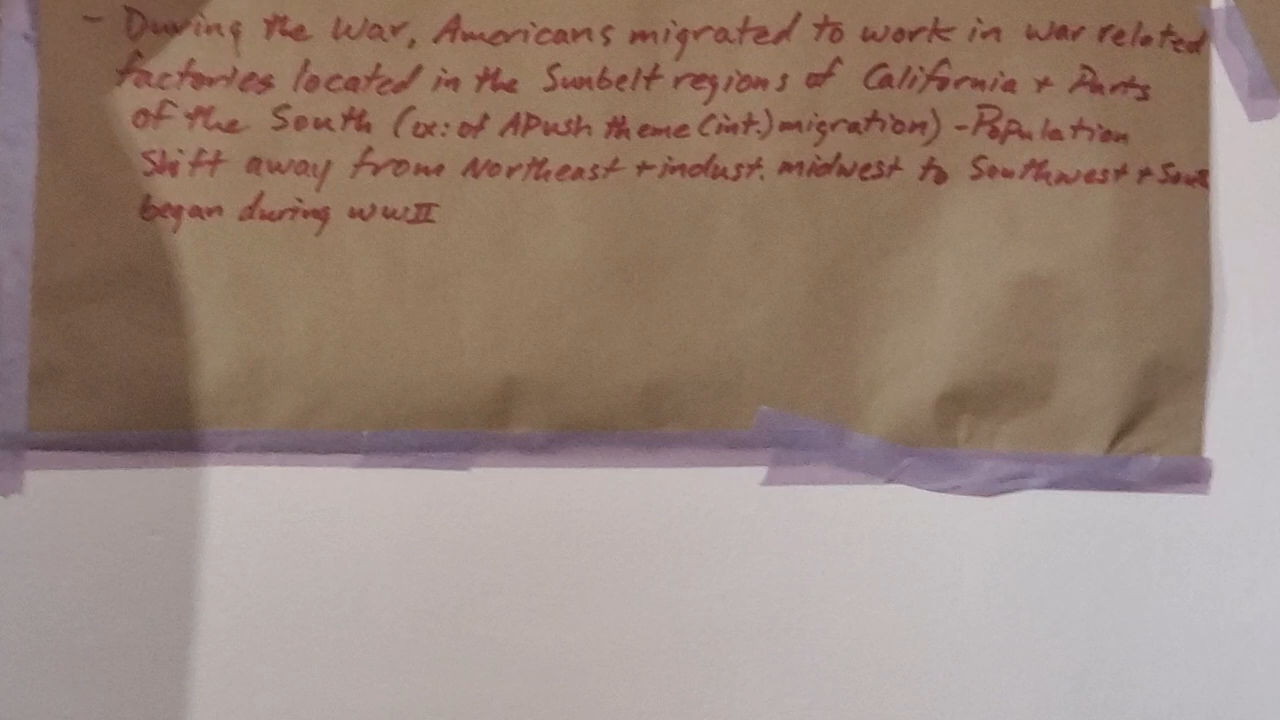 - During the War, Americans migrated to work in war related
factories located in the Sunbelt regions of California + Parts
of the South (ex: of APush theme (int.) migration) - Population
Shift away from Northeast + indust. midwest to Southwest + Sout
began during WWII